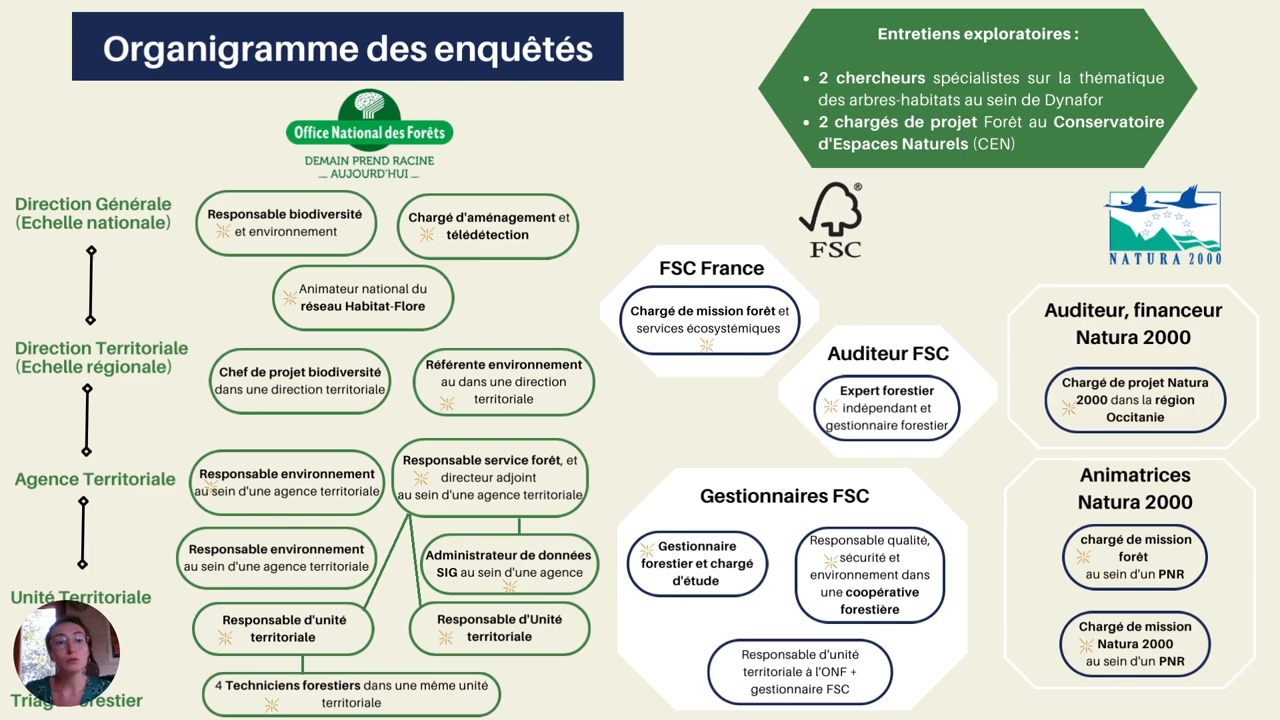 Organigramme des enquêtés
Entretiens exploratoires :
2 chercheurs spécialistes sur la thématique
des arbres-habitats au sein de Dynafor
2 chargés de projet Forêt au Conservatoire
d'Espaces Naturels (CEN)
Office National des Forêts
DEMAIN PREND RACINE
AUJOURD'HUI
Direction Générale
(Echelle nationale)
Responsable biodiversité
et environnement
Chargé d'aménagement et
télédétection
Animateur national du
réseau Habitat-Flore
Direction Territoriale
(Echelle régionale)
Chef de projet biodiversité
dans une direction territoriale
Référente environnement
au dans une direction
territoriale
Agence Territoriale
Responsable environnement
au sein d'une agence territoriale
Responsable service forêt, et
directeur adjoint
au sein d'une agence territoriale
Responsable environnement
au sein d'une agence territoriale
Administrateur de données
SIG au sein d'une agence
Unité Territoriale
Responsable d'unité
territoriale
Responsable d'Unité
territoriale
forestier
4 Techniciens forestiers dans une même unité
territoriale
FSC
FSC France
Chargé de mission forêt et
services écosystémiques
Auditeur FSC
Expert forestier
indépendant et
gestionnaire forestier
Gestionnaires FSC
Gestionnaire
forestier et chargé
d'étude
Responsable qualité,
sécurité et
environnement dans
une coopérative
forestière
Responsable d'unité
territoriale à l'ONF +
gestionnaire FSC
NATURA 2000
Auditeur, financeur
Natura 2000
Chargé de projet Natura
2000 dans la région
Occitanie
Animatrices
Natura 2000
chargé de mission
forêt
au sein d'un PNR
Chargé de mission
Natura 2000
au sein d'un PNR